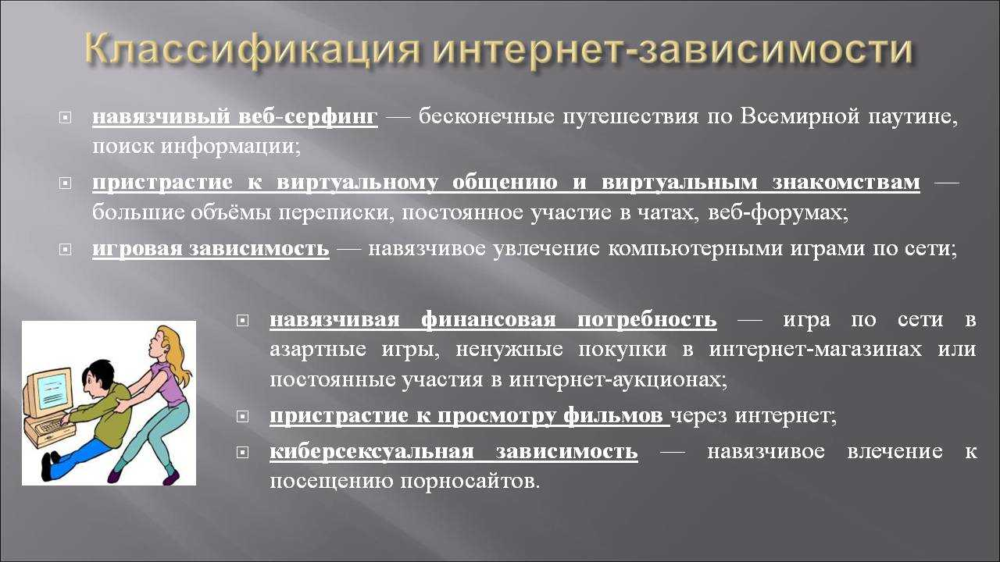 Классификация интернет-зависимости
навязчивый веб-серфинг — бесконечные путешествия по Всемирной паутине,
поиск информации;
пристрастие к виртуальному общению и виртуальным знакомствам —
большие объёмы переписки, постоянное участие в чатах, веб-форумах;
игровая зависимость — навязчивое увлечение компьютерными играми по сети;
навязчивая финансовая потребность — игра по сети в
азартные игры, ненужные покупки в интернет-магазинах или
постоянные участия в интернет-аукционах;
пристрастие к просмотру фильмов через интернет;
киберсексуальная зависимость — навязчивое влечение к
посещению порносайтов.